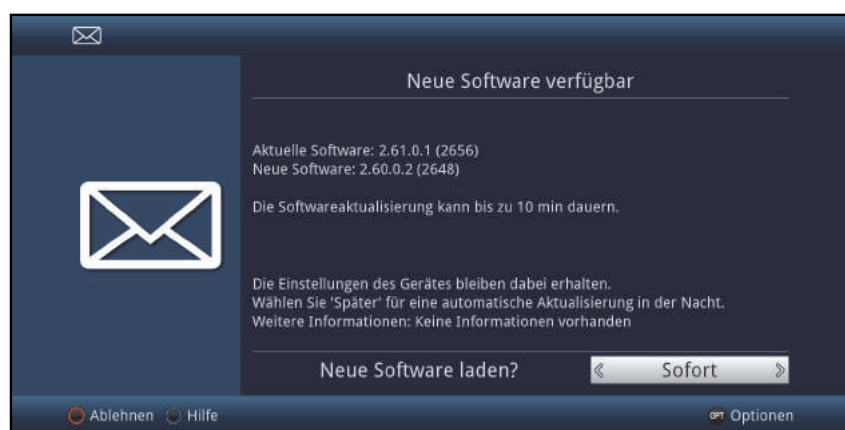 Neue Software verfügbar
Aktuelle Software: 2.61.0.1 (2656)
Neue Software: 2.60.0.2 (2648)
Die Softwareaktualisierung kann bis zu 10 min dauern.
Die Einstellungen des Gerätes bleiben dabei erhalten.
Wählen Sie 'Später' für eine automatische Aktualisierung in der Nacht.
Weitere Informationen: Keine Informationen vorhanden
Neue Software laden? « Sofort »
Ablehnen Hilfe OPT Optionen